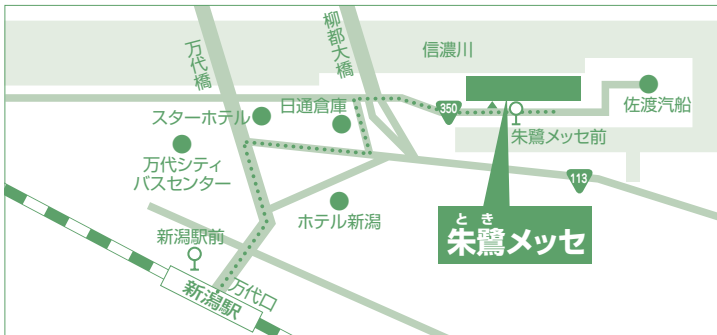 万代橋
柳都大橋
信濃川
佐渡汽船
スターホテル
日通倉庫
350
朱鷺メッセ前
万代シティ
バスセンター
113
ホテル新潟
とき
朱鷺メッセ
新潟駅前
万代口
新潟駅